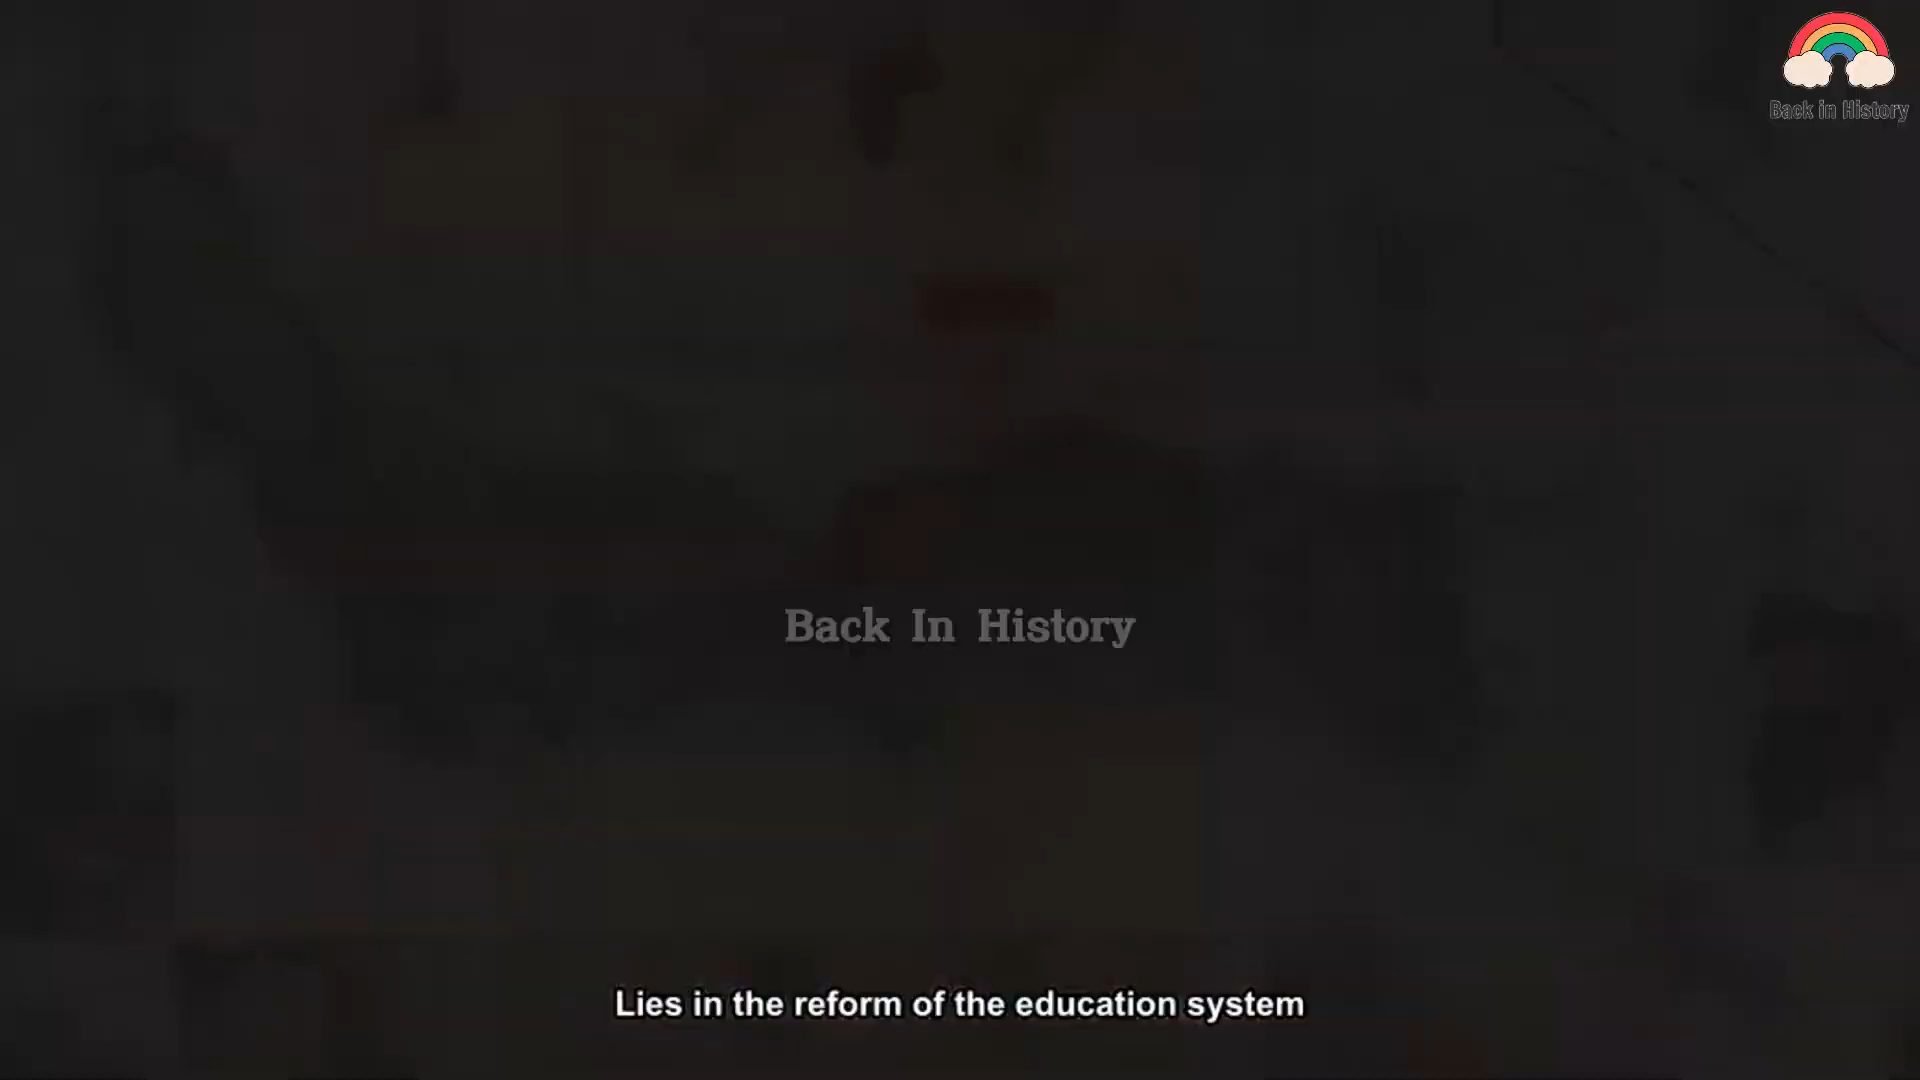 Back in History
Back In History
Lies in the reform of the education system